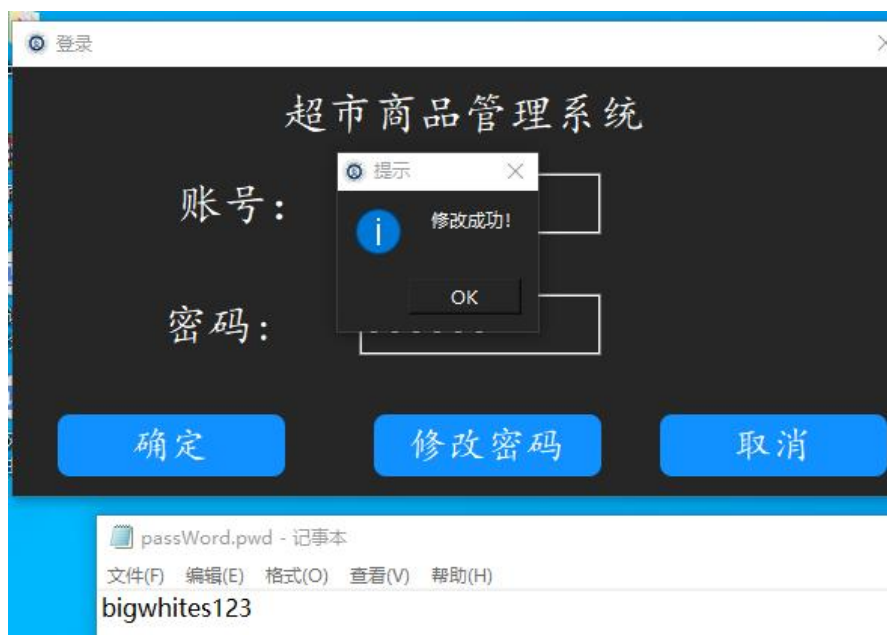 登录
超市商品管理系统
提示
账号:
修改成功!
OK
密码:
确定 修改密码 取消
passWord.pwd - 记事本
文件(F) 编辑(E) 格式(O) 查看(V) 帮助(H)
bigwhites123